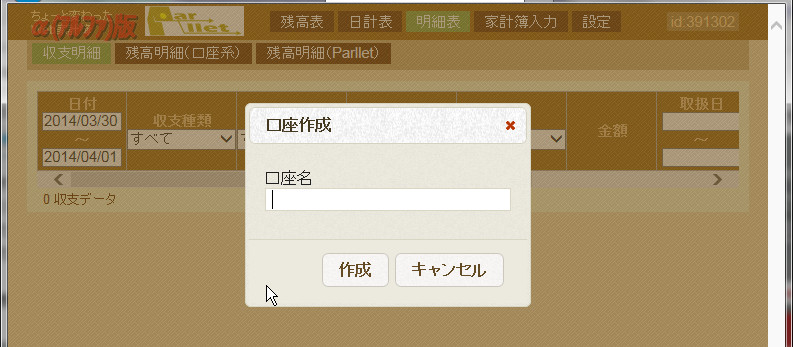 ちょっと変わった
α(アルファ)版
Parllet
残高表 日計表 明細表 家計簿入力 設定 id:391302
収支明細 残高明細(口座系) 残高明細(Parllet)
日付 収支種類 金額 取扱日
2014/03/30
すべて
～
2014/04/01
0 収支データ
口座作成
口座名
作成 キャンセル